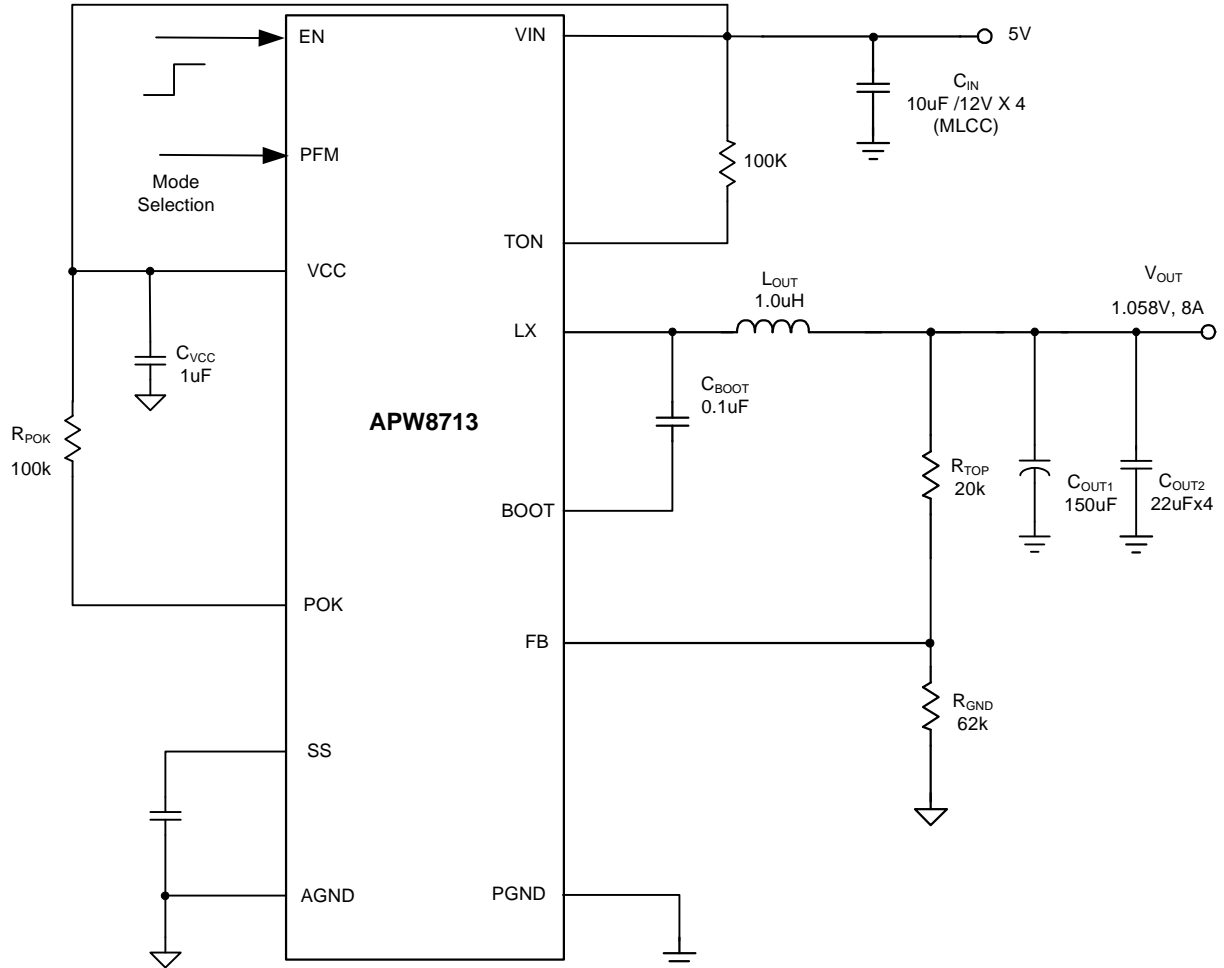 EN
VIN
5V
C_IN
10uF /12V X 4
(MLCC)
PFM
100K
Mode
Selection
TON
VCC
L_OUT
1.0uH
V_OUT
1.058V, 8A
LX
C_VCC
1uF
C_BOOT
0.1uF
APW8713
R_POK
100k
R_TOP
20k
C_OUT1
150uF
C_OUT2
22uFx4
BOOT
POK
FB
R_GND
62k
SS
AGND
PGND